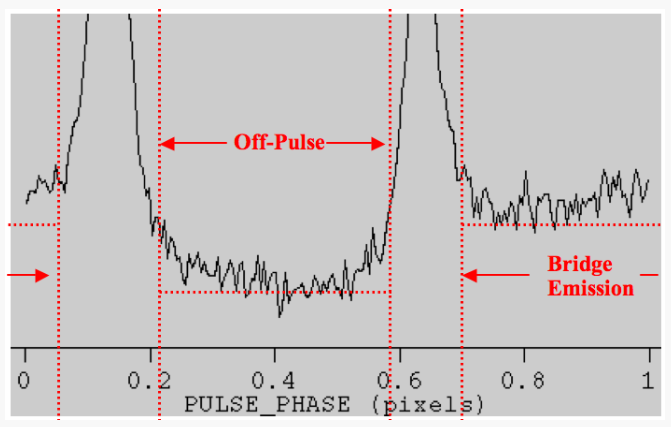 Off-Pulse
Bridge
Emission
0
0.2
0.4
0.6
0.8
1
PULSE_PHASE (pixels)